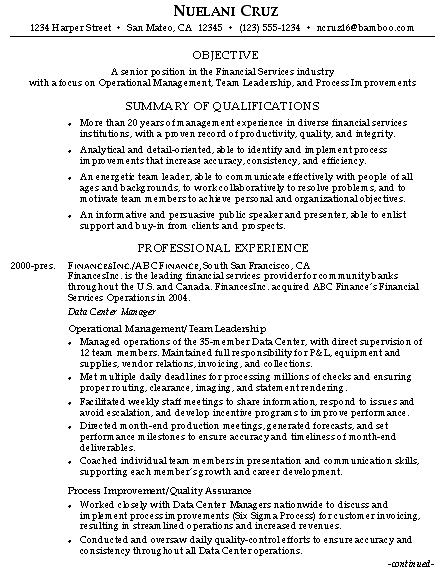 NUELANI CRUZ
1234 Harper Street • San Mateo, CA 12345 • (123) 555-1234 • ncruz16@bamboo.com
OBJECTIVE
A senior position in the Financial Services industry
with a focus on Operational Management, Team Leadership, and Process Improvements
SUMMARY OF QUALIFICATIONS
• More than 20 years of management experience in diverse financial services
institutions, with a proven record of productivity, quality, and integrity.
• Analytical and detail-oriented, able to identify and implement process
improvements that increase accuracy, consistency, and efficiency.
• An energetic team leader, able to communicate effectively with people of all
ages and backgrounds, to work collaboratively to resolve problems, and to
motivate team members to achieve personal and organizational objectives.
• An informative and persuasive public speaker and presenter, able to enlist
support and buy-in from clients and prospects.
PROFESSIONAL EXPERIENCE
2000-pres. FINANCESINC./ABC FINANCE, South San Francisco, CA
FinancesInc. is the leading financial services provider for community banks
throughout the U.S. and Canada. FinancesInc. acquired ABC Finance's Financial
Services Operations in 2004.
Data Center Manager
Operational Management/Team Leadership
• Managed operations of the 35-member Data Center, with direct supervision of
12 team members. Maintained full responsibility for P&L, equipment and
supplies, vendor relations, invoicing, and collections.
• Met multiple daily deadlines for processing millions of checks and ensuring
proper routing, clearance, imaging, and statement rendering.
• Facilitated weekly staff meetings to share information, respond to issues and
avoid escalation, and develop incentive programs to improve performance.
• Directed month-end production meetings, generated forecasts, and set
performance milestones to ensure accuracy and timeliness of month-end
deliverables.
• Coached individual team members in presentation and communication skills,
supporting each member's growth and career development.
Process Improvement/Quality Assurance
• Worked closely with Data Center Managers nationwide to discuss and
implement process improvements (Six Sigma Process) for customer invoicing,
resulting in streamlined operations and increased revenues.
• Conducted and oversaw daily quality-control efforts to ensure accuracy and
consistency throughout all Data Center operations.
-continued-